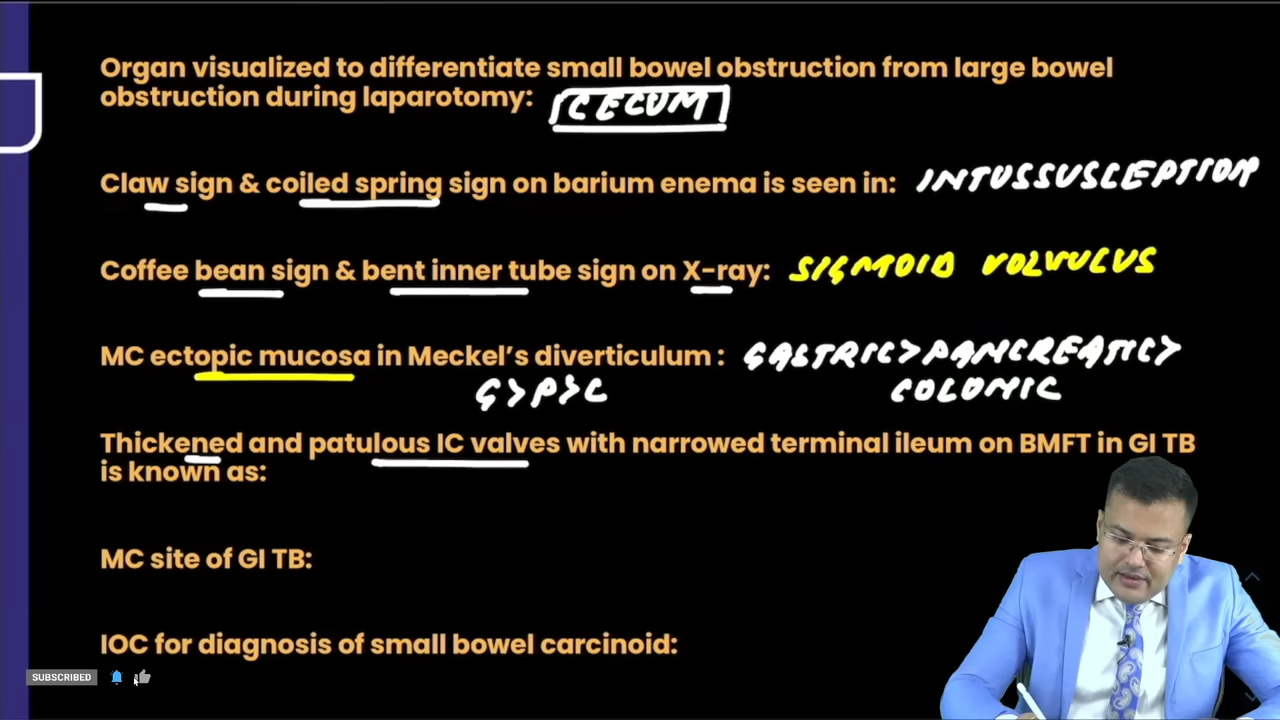 Organ visualized to differentiate small bowel obstruction from large bowel
obstruction during laparotomy: CECUM
Claw sign & coiled spring sign on barium enema is seen in: INTUSSUSCEPTION
Coffee bean sign & bent inner tube sign on X-ray: SIGMOID VOLVULUS
MC ectopic mucosa in Meckel's diverticulum : GASTRIC>PANCREATIC>
G>P>C COLONIC
Thickened and patulous IC valves with narrowed terminal ileum on BMFT in GI TB
is known as:
MC site of GI TB:
IOC for diagnosis of small bowel carcinoid:
SUBSCRIBED